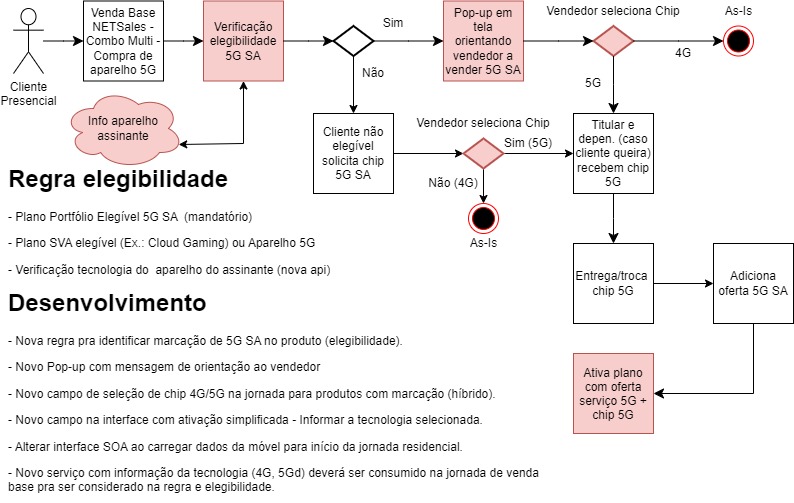 Cliente
Presencial
Venda Base
NETSales -
Combo Multi -
Compra de
aparelho 5G
Verificação
elegibilidade
5G SA
Sim
Não
Pop-up em
tela
orientando
vendedor a
vender 5G SA
Vendedor seleciona Chip
4G
As-Is
5G
Info aparelho
assinante
Cliente não
elegível
solicita chip
5G SA
Vendedor seleciona Chip
Sim (5G)
Não (4G)
As-Is
Titular e
depen. (caso
cliente queira)
recebem chip
5G
Entrega/troca
chip 5G
Adiciona
oferta 5G SA
Ativa plano
com oferta
serviço 5G +
chip 5G
Regra elegibilidade
- Plano Portfólio Elegível 5G SA (mandatório)
- Plano SVA elegível (Ex.: Cloud Gaming) ou Aparelho 5G
- Verificação tecnologia do aparelho do assinante (nova api)
Desenvolvimento
- Nova regra pra identificar marcação de 5G SA no produto (elegibilidade).
- Novo Pop-up com mensagem de orientação ao vendedor
- Novo campo de seleção de chip 4G/5G na jornada para produtos com marcação (híbrido).
- Novo campo na interface com ativação simplificada - Informar a tecnologia selecionada.
- Alterar interface SOA ao carregar dados da móvel para início da jornada residencial.
- Novo serviço com informação da tecnologia (4G, 5Gd) deverá ser consumido na jornada de venda
base pra ser considerado na regra e elegibilidade.